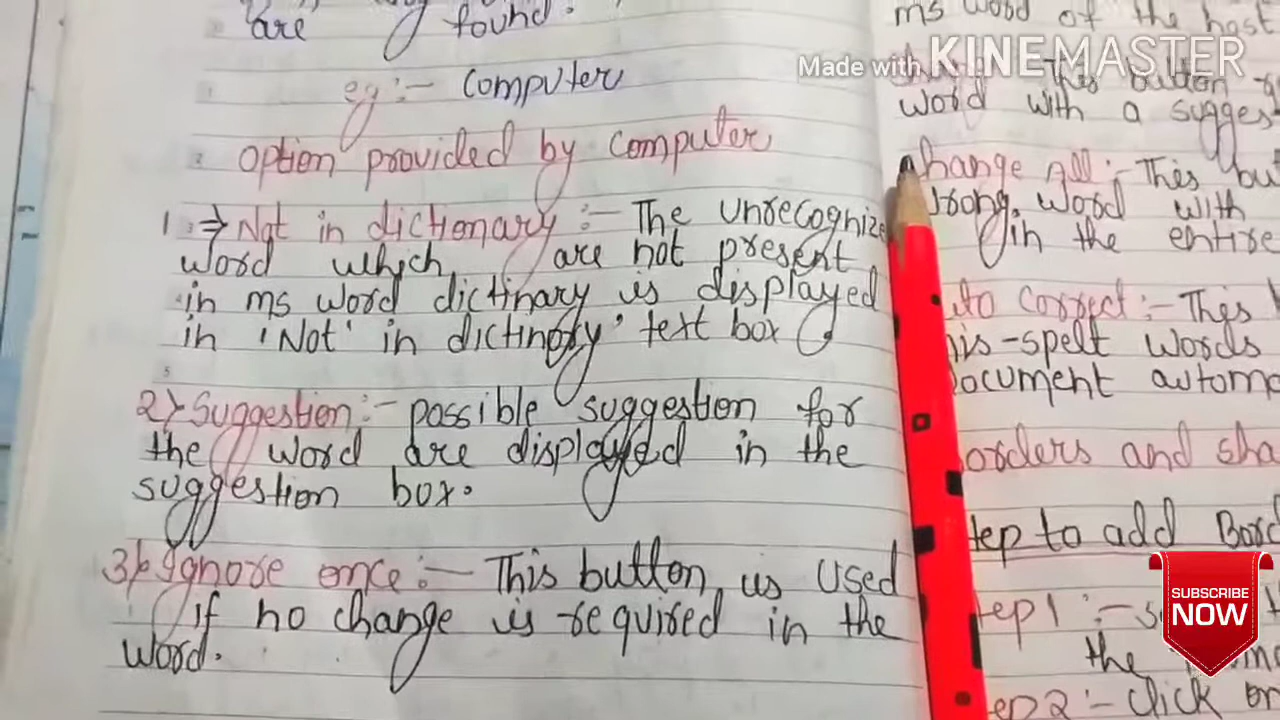 are found.
eg :- computer
option provided by computer
1 ⇒ Not in dictionary :- The unrecognize
word which are not present
in ms word dictinary is displayed
in 'Not' in dictinory' text box
2) Suggestion :- possible suggestion for
the word are displayed in the
suggestion box.
3) Ignore once :- This button is used
if no change is required in the
word.
ms word of the
Made with KINEMASTER
This button
word with a sugges
hange All :- This bu
wrong word with
in the entire
to correct :- This
is-spelt words
ocument automa
orders and sha
tep to add Bord
tep 1 :-
the
ep 2 :- click on
SUBSCRIBE
NOW